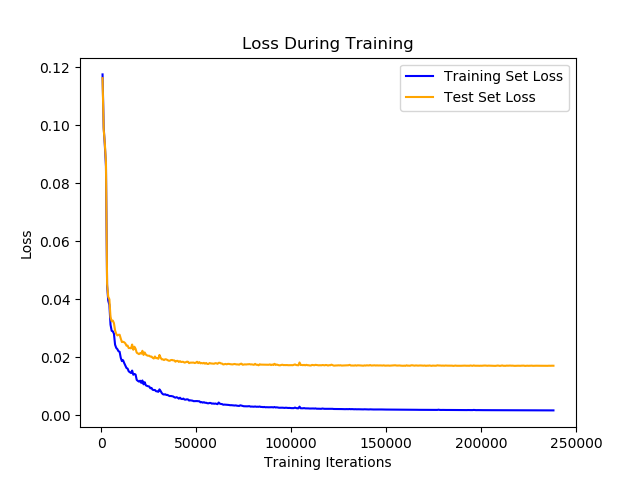 Loss During Training
Training Set Loss
Test Set Loss
0.12
0.10
0.08
0.06
0.04
0.02
0.00
Loss
0
50000
100000
150000
200000
250000
Training Iterations